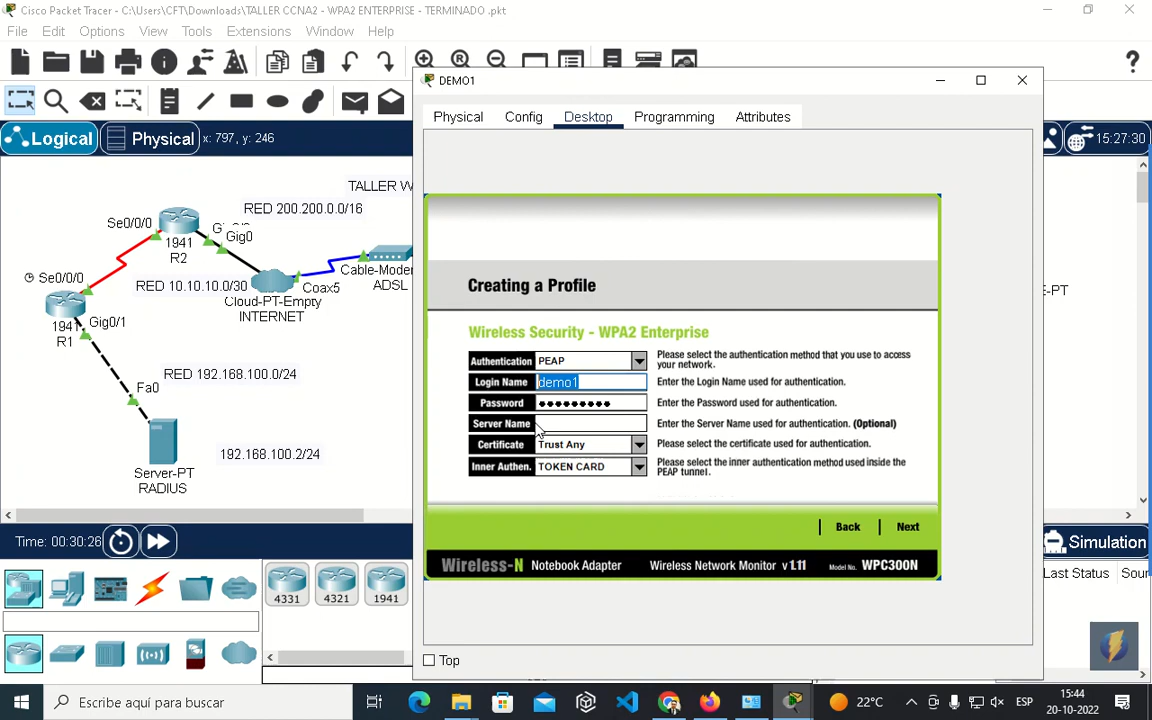 Cisco Packet Tracer - C:\Users\CFT\Downloads\TALLER CCNA2 - WPA2 ENTERPRISE - TERMINADO .pkt
File Edit Options View Tools Extensions Window Help
DEMO1
Physical Config Desktop Programming Attributes
Logical Physical x: 797, y: 246
15:27:30
TALLER W
RED 200.200.0.0/16
Se0/0/0
Gig0
1941
R2
Cable-Modem
ADSL
Se0/0/0
RED 10.10.10.0/30
Coax5
Cloud-PT-Empty
INTERNET
1941
R1
Gig0/1
E-PT
RED 192.168.100.0/24
Fa0
192.168.100.2/24
Server-PT
RADIUS
Creating a Profile
Wireless Security - WPA2 Enterprise
Authentication PEAP Please select the authentication method that you use to access your network.
Login Name demo1 Enter the Login Name used for authentication.
Password ●●●●●●●●● Enter the Password used for authentication.
Server Name Enter the Server Name used for authentication. (Optional)
Certificate Trust Any Please select the certificate used for authentication.
Inner Authen. TOKEN CARD Please select the inner authentication method used inside the PEAP tunnel.
Back Next
Wireless-N Notebook Adapter Wireless Network Monitor v 1.11 Model No. WPC300N
Top
Time: 00:30:26
Simulation
Last Status Sour
4331 4321 1941
Escribe aquí para buscar
22°C
ESP
15:44
20-10-2022